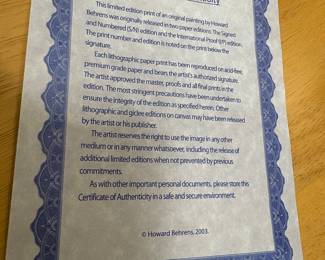 This limited edition print of an original painting by Howard
Behrens was originally released in two paper editions: The Signed
and Numbered (S/N) edition and the International Proof (IP) edition.
The print number and edition is noted on the print below the
signature.
Each lithographic paper print has been reproduced on acid-free,
premium grade paper and bears the artist's authorized signature.
The artist approved the master, proofs and all final prints in the
edition. The most stringent precautions have been undertaken to
ensure the integrity of the edition as specified herein. Other
lithographic and giclee editions on canvas may have been released
by the artist or his publisher.
The artist reserves the right to use the image in any other
medium or in any manner whatsoever, including the release of
additional limited editions when not prevented by previous
commitments.
As with other important personal documents, please store this
Certificate of Authenticity in a safe and secure environment.
© Howard Behrens, 2003.